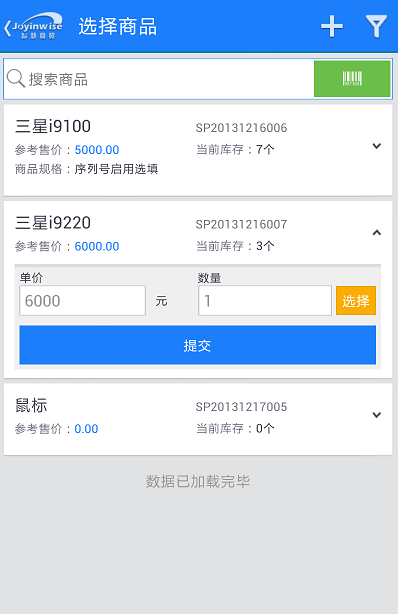 Joyinwise
智慧商贸
选择商品
搜索商品
三星i9100
SP20131216006
参考售价：5000.00
当前库存：7个
商品规格：序列号启用选填
三星i9220
SP20131216007
参考售价：6000.00
当前库存：3个
单价
数量
6000
元
1
选择
提交
鼠标
SP20131217005
参考售价：0.00
当前库存：0个
数据已加载完毕